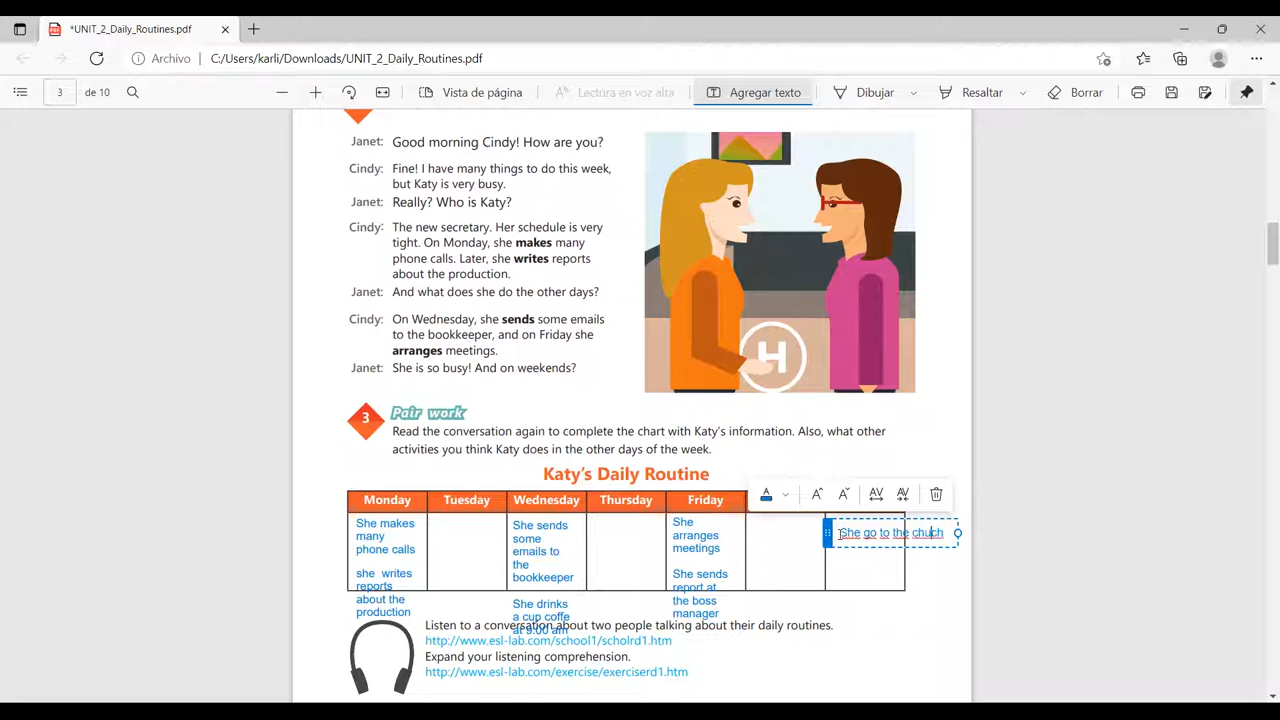 *UNIT_2_Daily_Routines.pdf
Archivo C:/Users/karli/Downloads/UNIT_2_Daily_Routines.pdf
3 de 10 Vista de página Lectura en voz alta Agregar texto Dibujar Resaltar Borrar
Janet: Good morning Cindy! How are you?
Cindy: Fine! I have many things to do this week,
but Katy is very busy.
Janet: Really? Who is Katy?
Cindy: The new secretary. Her schedule is very
tight. On Monday, she makes many
phone calls. Later, she writes reports
about the production.
Janet: And what does she do the other days?
Cindy: On Wednesday, she sends some emails
to the bookkeeper, and on Friday she
arranges meetings.
Janet: She is so busy! And on weekends?
H
3 Pair work
Read the conversation again to complete the chart with Katy's information. Also, what other
activities you think Katy does in the other days of the week.
Katy's Daily Routine
Monday Tuesday Wednesday Thursday Friday
She makes
many
phone calls
she writes
reports
about the
production
She sends
some
emails to
the
bookkeeper
She drinks
a cup coffe
at 9:00 am
She
arranges
meetings
She sends
report at
the boss
manager
She go to the chuch
Listen to a conversation about two people talking about their daily routines.
http://www.esl-lab.com/school1/scholrd1.htm
Expand your listening comprehension.
http://www.esl-lab.com/exercise/exerciserd1.htm